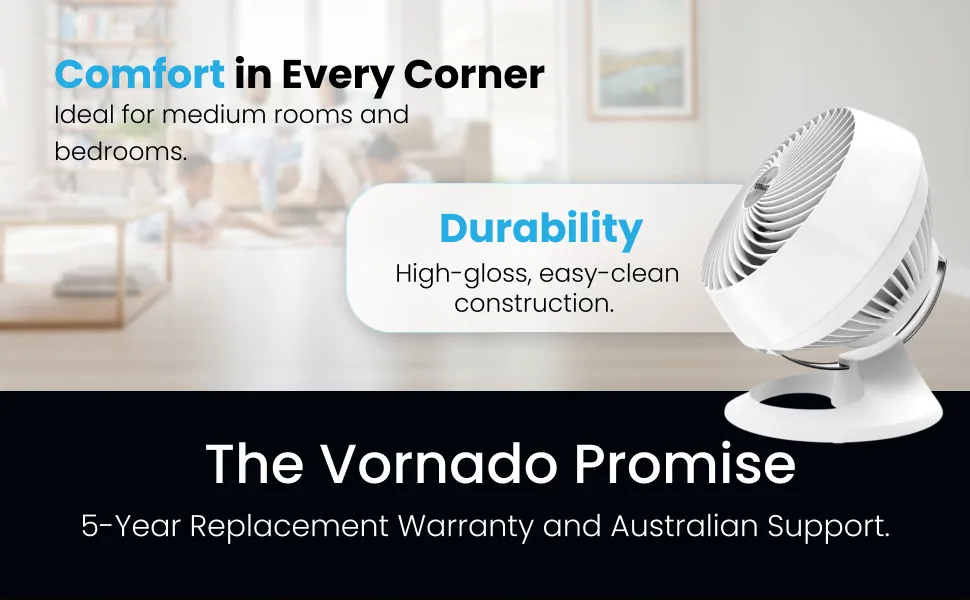 Comfort in Every Corner
Ideal for medium rooms and
bedrooms.
Durability
High-gloss, easy-clean
construction.
VORNADO
The Vornado Promise
5-Year Replacement Warranty and Australian Support.